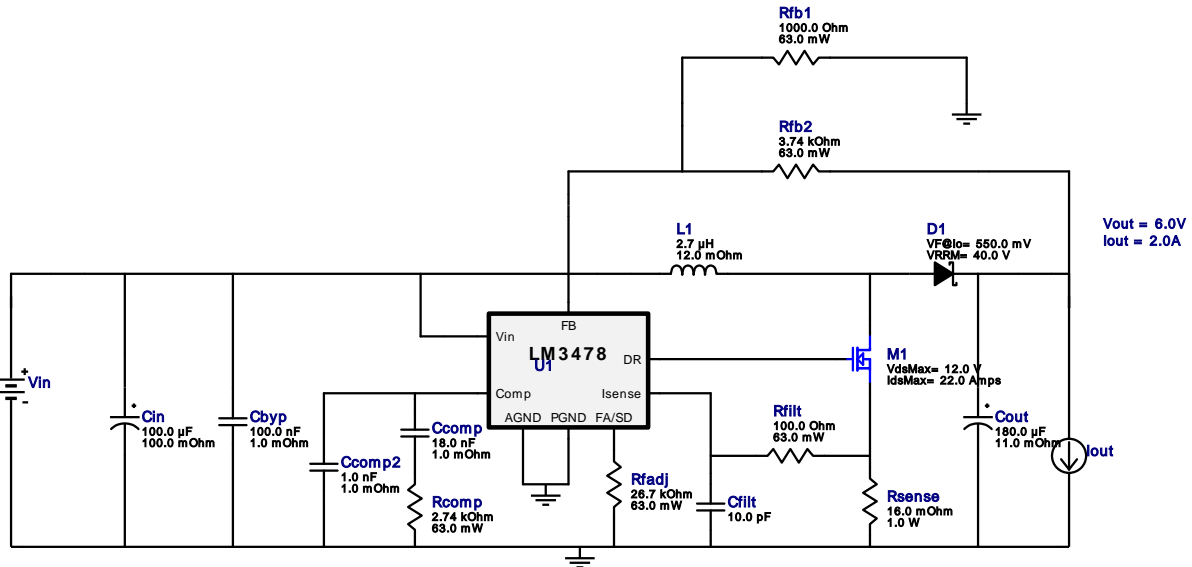 Rfb1
1000.0 Ohm
63.0 mW
Rfb2
3.74 kOhm
63.0 mW
Vout = 6.0V
Iout = 2.0A
L1
2.7 µH
12.0 mOhm
D1
VF@Io= 550.0 mV
VRRM= 40.0 V
FB
Vin
LM3478
U1
DR
Comp
Isense
AGND
PGND
FA/SD
M1
VdsMax= 12.0 V
IdsMax= 22.0 Amps
+
Vin
-
Cin
100.0 µF
100.0 mOhm
Cbyp
100.0 nF
1.0 mOhm
Ccomp2
1.0 nF
1.0 mOhm
Ccomp
18.0 nF
1.0 mOhm
Rcomp
2.74 kOhm
63.0 mW
Rfadj
26.7 kOhm
63.0 mW
Cfilt
10.0 pF
Rfilt
100.0 Ohm
63.0 mW
Rsense
16.0 mOhm
1.0 W
Cout
180.0 µF
11.0 mOhm
Iout